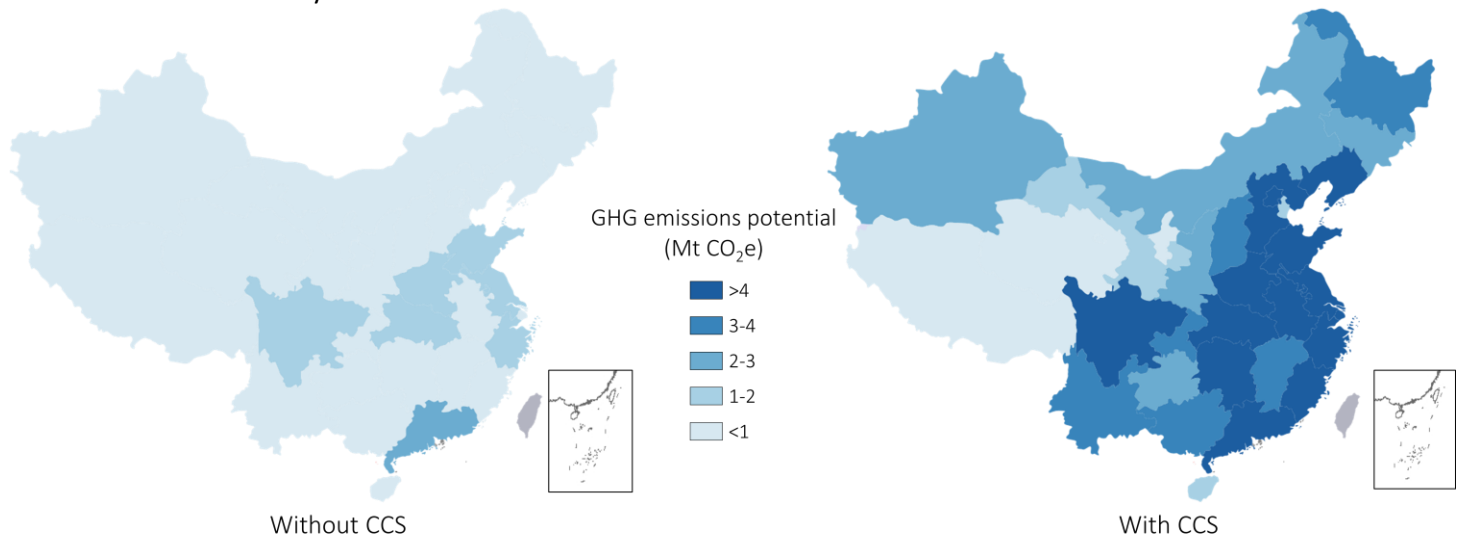 GHG emissions potential
(Mt CO₂e)
>4
3-4
2-3
1-2
<1
Without CCS
With CCS